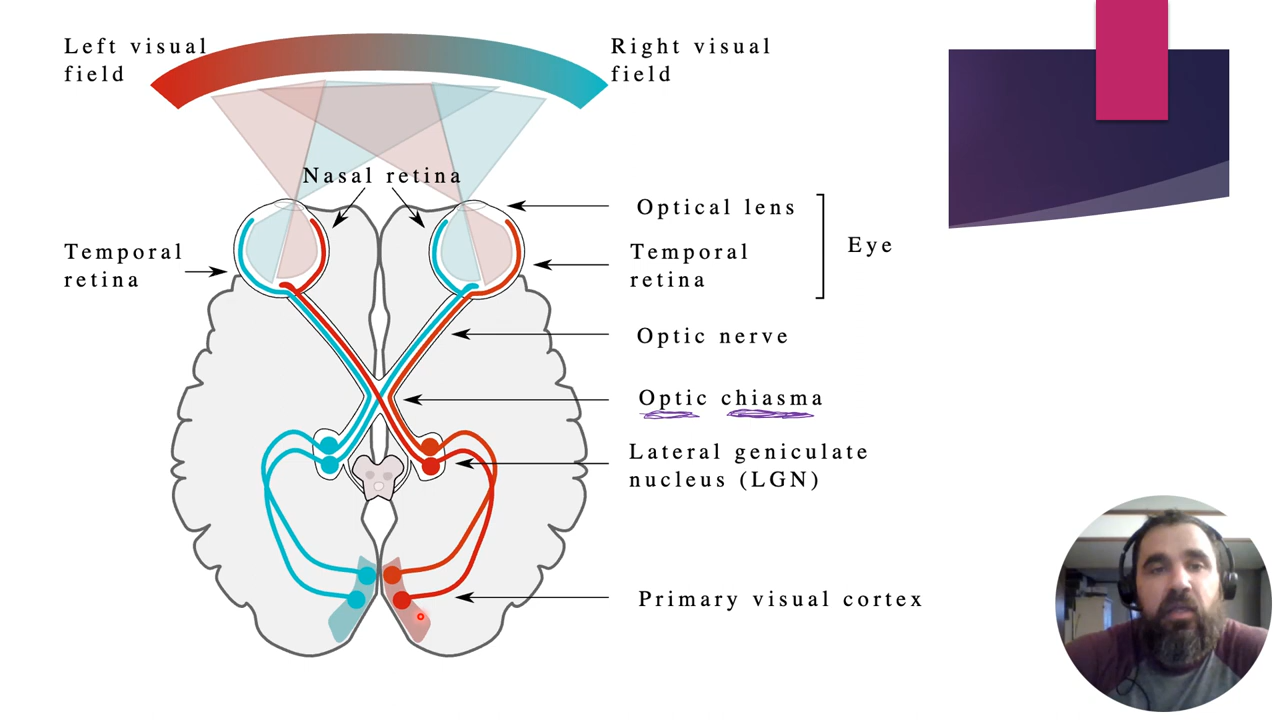 Left visual
field
Right visual
field
Nasal retina
Optical lens
Temporal
retina
Temporal
retina
Eye
Optic nerve
Optic chiasma
Lateral geniculate
nucleus (LGN)
Primary visual cortex